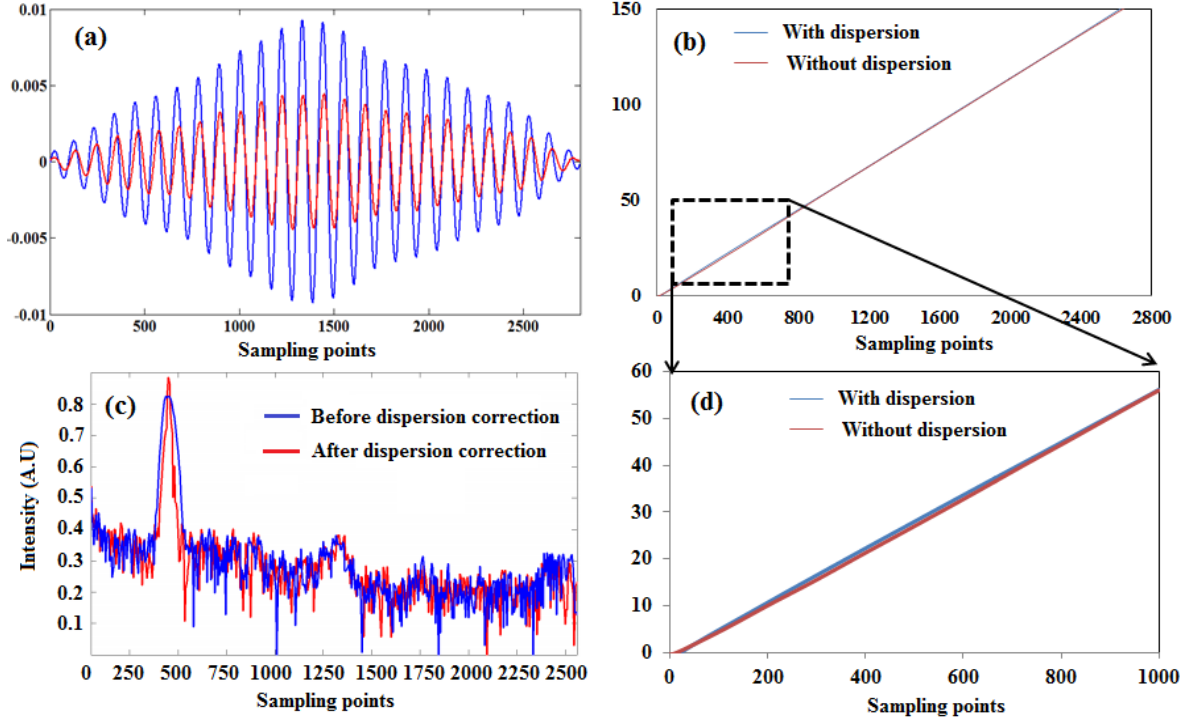 (a)
0.01
0.005
0
-0.005
-0.01
0 500 1000 1500 2000 2500
Sampling points
(b)
With dispersion
Without dispersion
150
100
50
0
0 400 800 1200 1600 2000 2400 2800
Sampling points
(c)
Before dispersion correction
After dispersion correction
Intensity (A.U)
0.8
0.7
0.6
0.5
0.4
0.3
0.2
0.1
0 250 500 750 1000 1250 1500 1750 2000 2250 2500
Sampling points
(d)
With dispersion
Without dispersion
60
50
40
30
20
10
0
0 200 400 600 800 1000
Sampling points